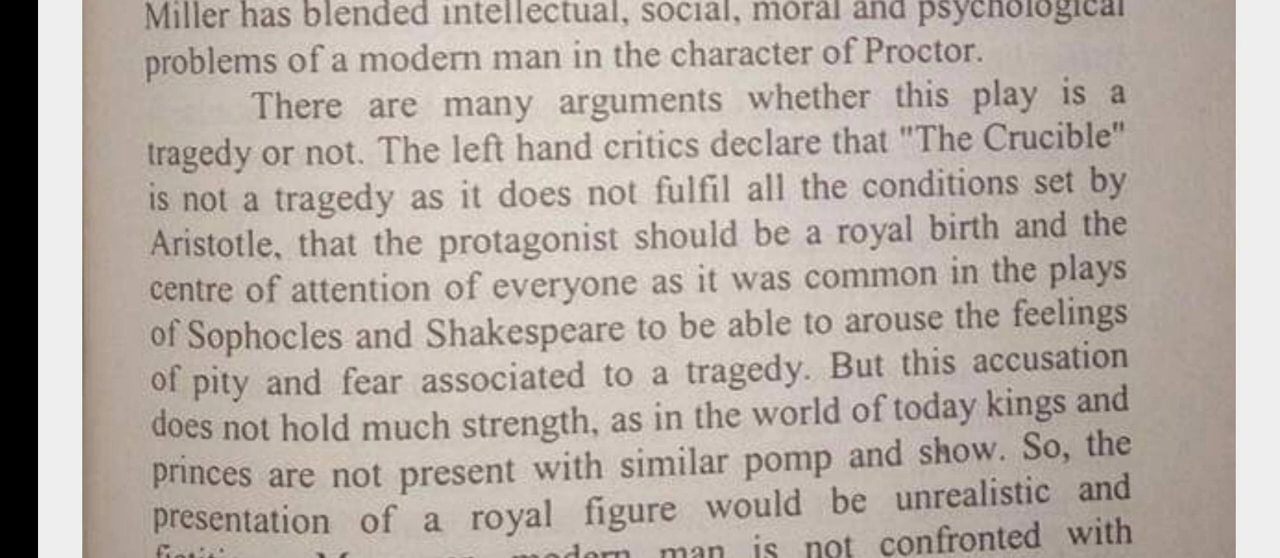 Miller has blended intellectual, social, moral and psychological
problems of a modern man in the character of Proctor.
There are many arguments whether this play is a
tragedy or not. The left hand critics declare that "The Crucible"
is not a tragedy as it does not fulfil all the conditions set by
Aristotle, that the protagonist should be a royal birth and the
centre of attention of everyone as it was common in the plays
of Sophocles and Shakespeare to be able to arouse the feelings
of pity and fear associated to a tragedy. But this accusation
does not hold much strength, as in the world of today kings and
princes are not present with similar pomp and show. So, the
presentation of a royal figure would be unrealistic and
modern man is not confronted with